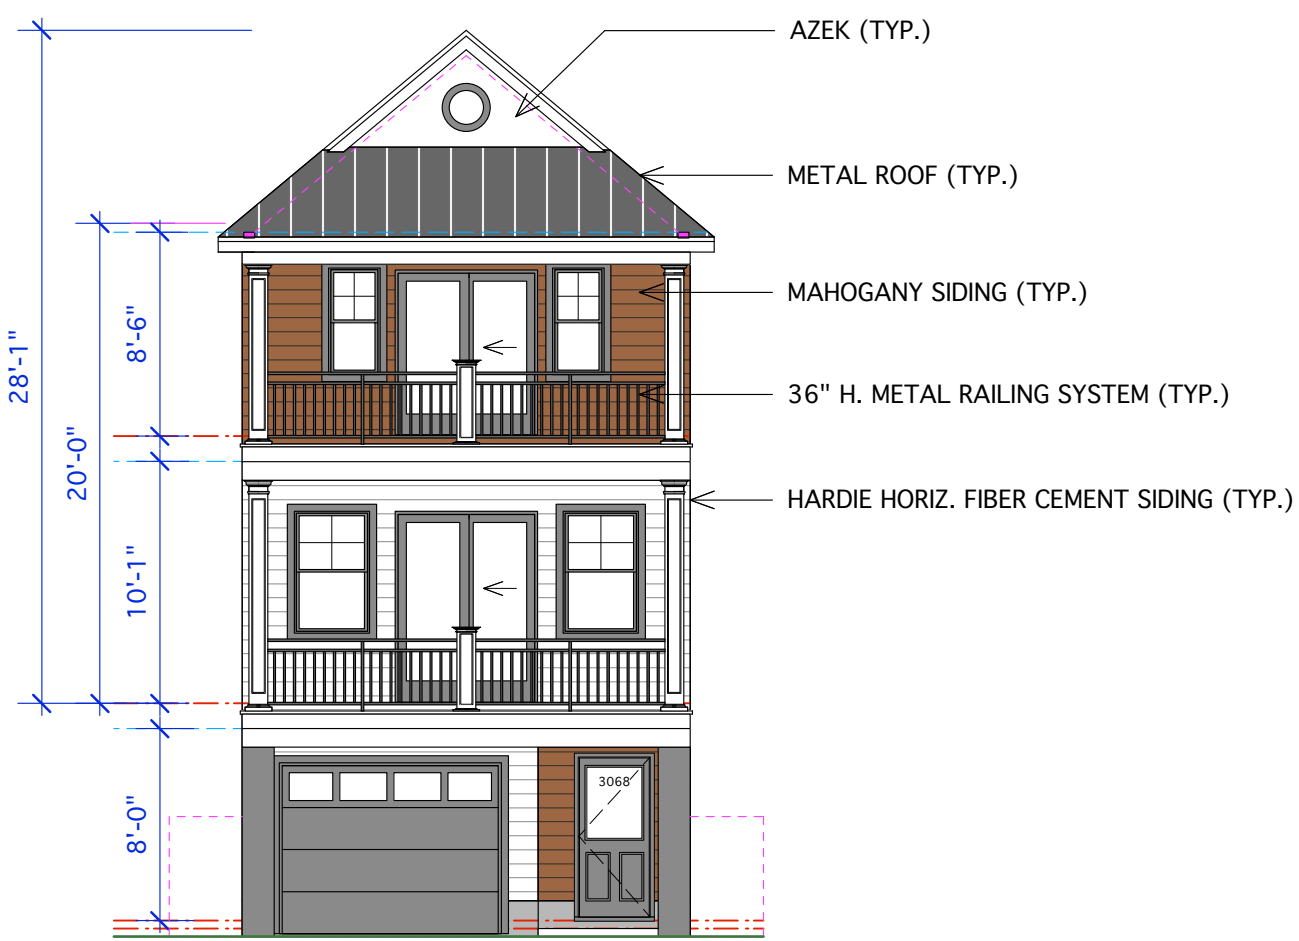 AZEK (TYP.)
METAL ROOF (TYP.)
MAHOGANY SIDING (TYP.)
36" H. METAL RAILING SYSTEM (TYP.)
HARDIE HORIZ. FIBER CEMENT SIDING (TYP.)
28'-1"
20'-0"
8'-6"
10'-1"
8'-0"
3068